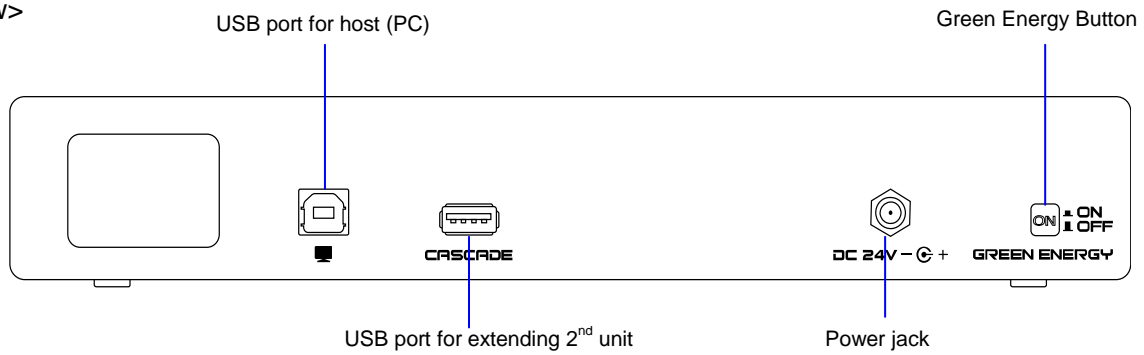 w>
USB port for host (PC)
Green Energy Button
ON
ON
OFF
CASCADE
DC 24V − +
GREEN ENERGY
USB port for extending 2nd unit
Power jack